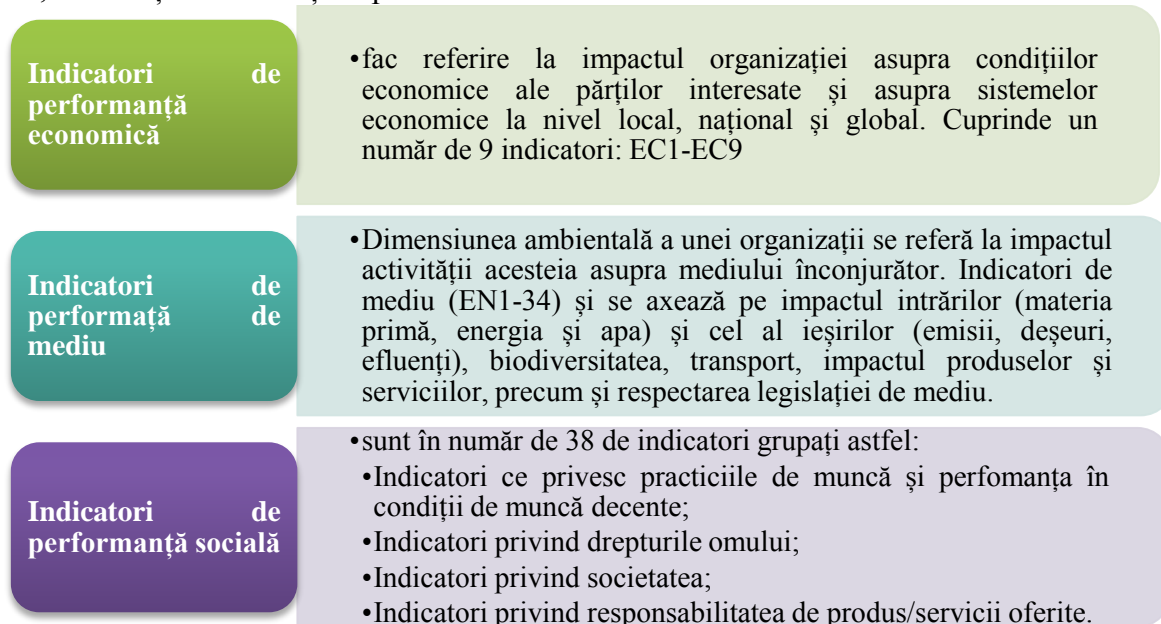 Indicatori de
performanță
economică
•fac referire la impactul organizației asupra condițiilor
economice ale părților interesate și asupra sistemelor
economice la nivel local, național și global. Cuprinde un
număr de 9 indicatori: EC1-EC9
Indicatori de
performață de
mediu
•Dimensiunea ambientală a unei organizații se referă la impactul
activității acesteia asupra mediului înconjurător. Indicatori de
mediu (EN1-34) și se axează pe impactul intrărilor (materia
primă, energia și apa) și cel al ieșirilor (emisii, deșeuri,
efluenți), biodiversitatea, transport, impactul produselor și
serviciilor, precum și respectarea legislației de mediu.
Indicatori de
performanță socială
•sunt în număr de 38 de indicatori grupați astfel:
•Indicatori ce privesc practiciile de muncă și perfomanța în
condiții de muncă decente;
•Indicatori privind drepturile omului;
•Indicatori privind societatea;
•Indicatori privind responsabilitatea de produs/servicii oferite.